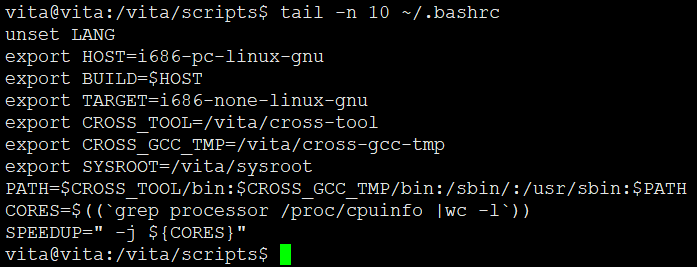 vita@vita:/vita/scripts$ tail -n 10 ~/.bashrc
unset LANG
export HOST=i686-pc-linux-gnu
export BUILD=$HOST
export TARGET=i686-none-linux-gnu
export CROSS_TOOL=/vita/cross-tool
export CROSS_GCC_TMP=/vita/cross-gcc-tmp
export SYSROOT=/vita/sysroot
PATH=$CROSS_TOOL/bin:$CROSS_GCC_TMP/bin:/sbin/:/usr/sbin:$PATH
CORES=$((`grep processor /proc/cpuinfo |wc -l`))
SPEEDUP=" -j ${CORES}"
vita@vita:/vita/scripts$